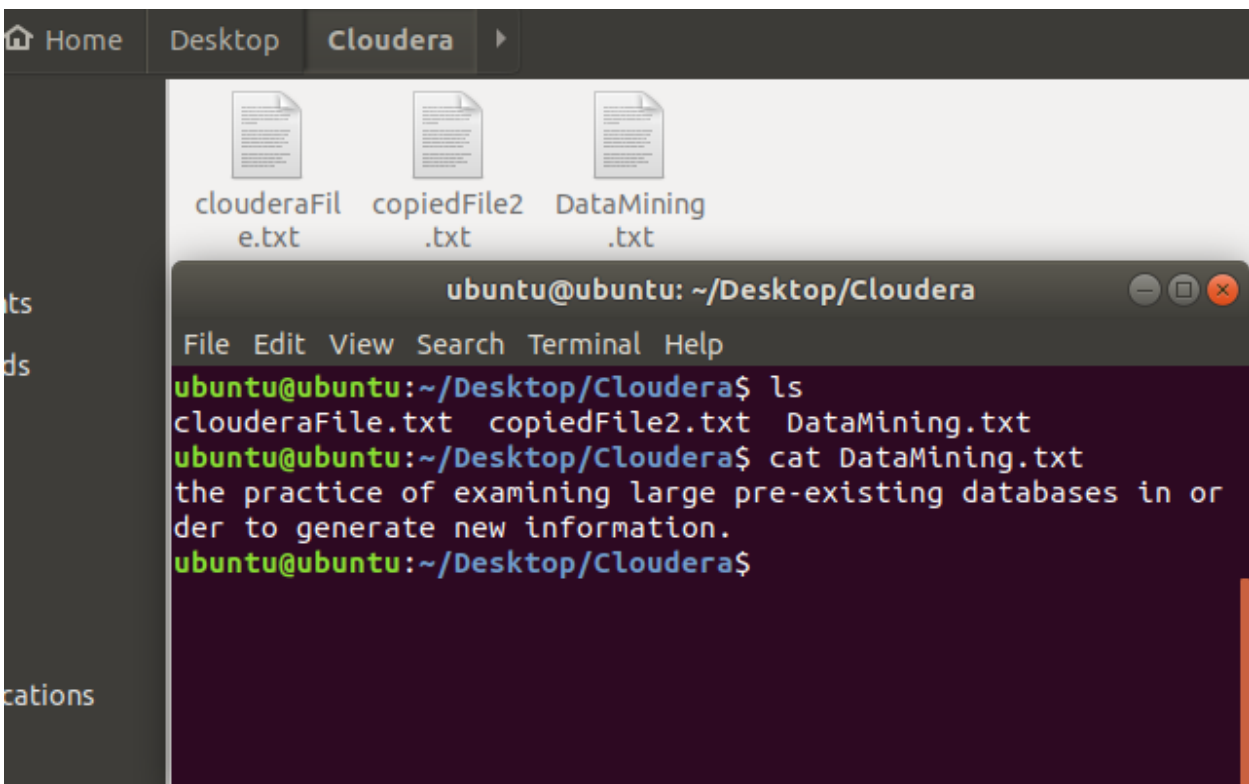 Home Desktop Cloudera
clouderaFil copiedFile2 DataMining
e.txt .txt .txt
ubuntu@ubuntu: ~/Desktop/Cloudera
nts
ds
File Edit View Search Terminal Help
ubuntu@ubuntu:~/Desktop/Cloudera$ ls
clouderaFile.txt copiedFile2.txt DataMining.txt
ubuntu@ubuntu:~/Desktop/Cloudera$ cat DataMining.txt
the practice of examining large pre-existing databases in or
der to generate new information.
ubuntu@ubuntu:~/Desktop/Cloudera$
cations